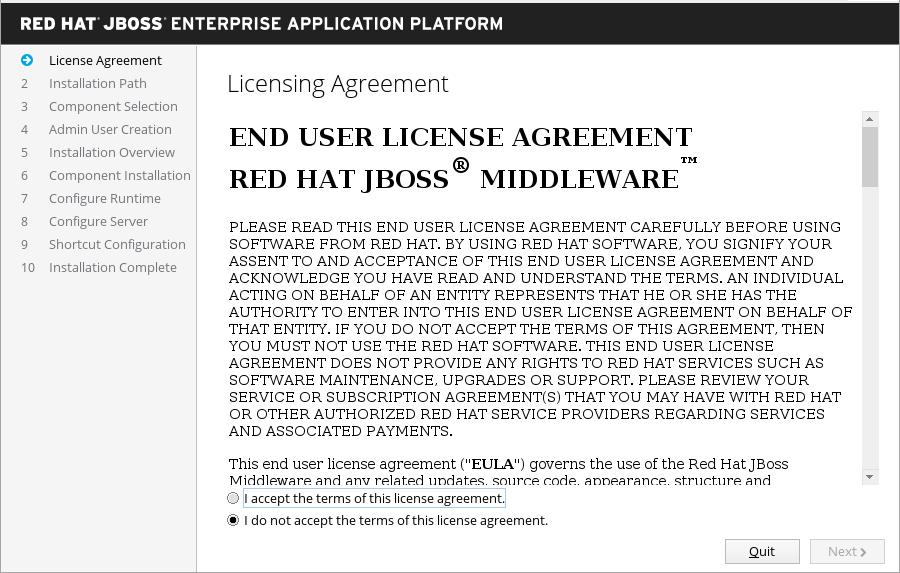 RED HAT® JBOSS® ENTERPRISE APPLICATION PLATFORM
License Agreement
2 Installation Path
3 Component Selection
4 Admin User Creation
5 Installation Overview
6 Component Installation
7 Configure Runtime
8 Configure Server
9 Shortcut Configuration
10 Installation Complete
Licensing Agreement
END USER LICENSE AGREEMENT
RED HAT JBOSS® MIDDLEWARE™
PLEASE READ THIS END USER LICENSE AGREEMENT CAREFULLY BEFORE USING
SOFTWARE FROM RED HAT. BY USING RED HAT SOFTWARE, YOU SIGNIFY YOUR
ASSENT TO AND ACCEPTANCE OF THIS END USER LICENSE AGREEMENT AND
ACKNOWLEDGE YOU HAVE READ AND UNDERSTAND THE TERMS. AN INDIVIDUAL
ACTING ON BEHALF OF AN ENTITY REPRESENTS THAT HE OR SHE HAS THE
AUTHORITY TO ENTER INTO THIS END USER LICENSE AGREEMENT ON BEHALF OF
THAT ENTITY. IF YOU DO NOT ACCEPT THE TERMS OF THIS AGREEMENT, THEN
YOU MUST NOT USE THE RED HAT SOFTWARE. THIS END USER LICENSE
AGREEMENT DOES NOT PROVIDE ANY RIGHTS TO RED HAT SERVICES SUCH AS
SOFTWARE MAINTENANCE, UPGRADES OR SUPPORT. PLEASE REVIEW YOUR
SERVICE OR SUBSCRIPTION AGREEMENT(S) THAT YOU MAY HAVE WITH RED HAT
OR OTHER AUTHORIZED RED HAT SERVICE PROVIDERS REGARDING SERVICES
AND ASSOCIATED PAYMENTS.
This end user license agreement ("EULA") governs the use of the Red Hat JBoss
Middleware and any related updates, source code, appearance, structure and
I accept the terms of this license agreement.
I do not accept the terms of this license agreement.
Quit
Next